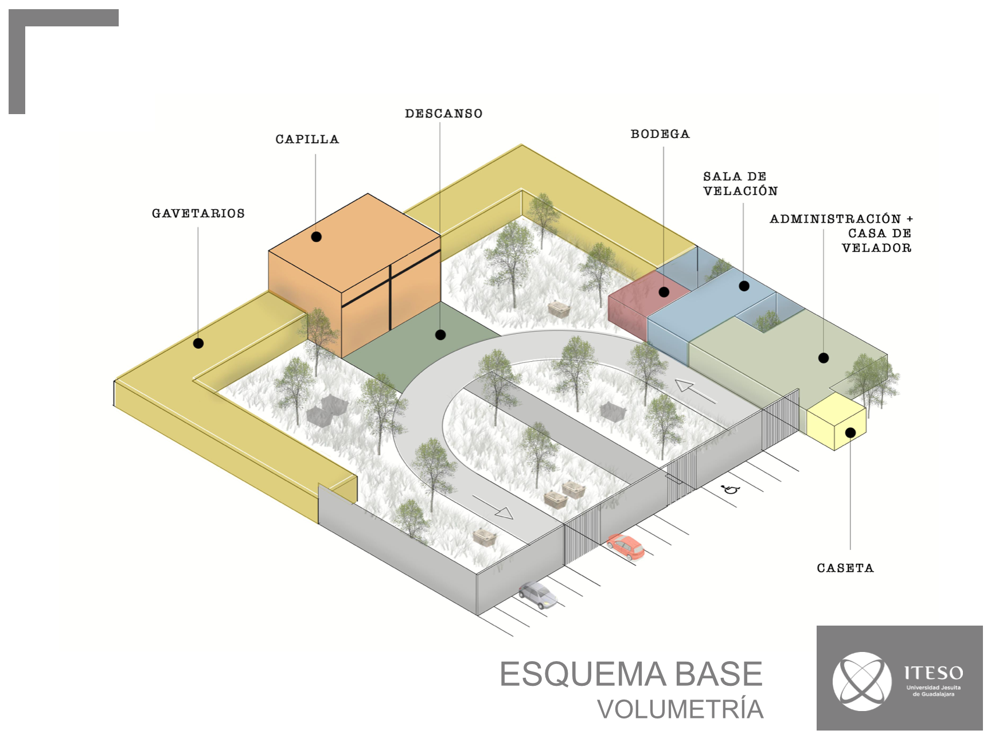 DESCANSO
CAPILLA
BODEGA
SALA DE
VELACIÓN
GAVETARIOS
ADMINISTRACIÓN +
CASA DE
VELADOR
CASETA
ESQUEMA BASE
VOLUMETRÍA
ITESO
Universidad Jesuita
de Guadalajara